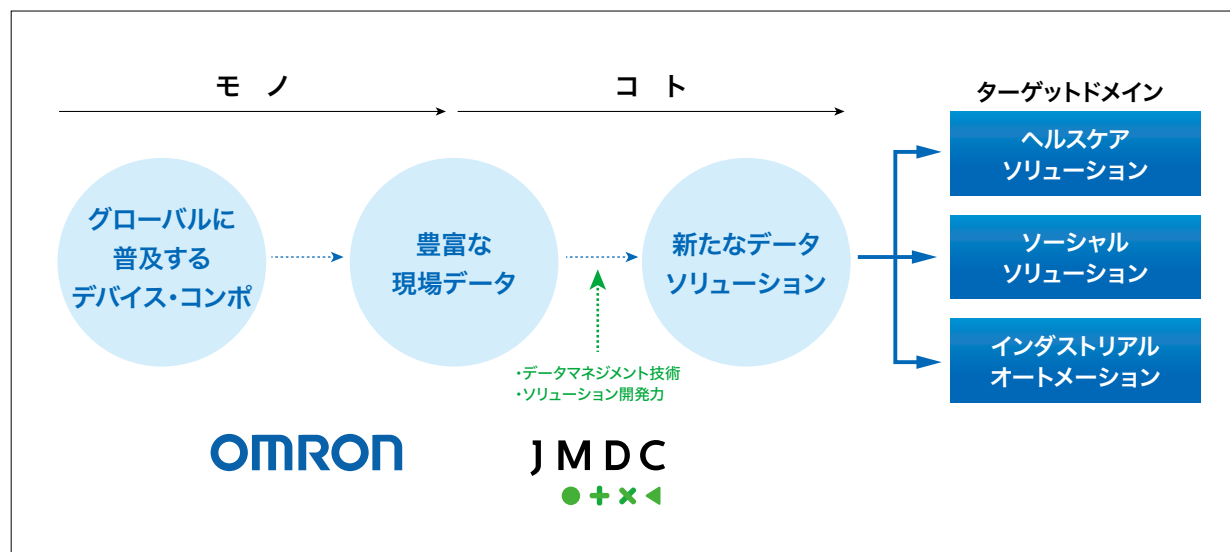 モ ノ
コ ト
ターゲットドメイン
グローバルに
普及する
デバイス・コンポ
豊富な
現場データ
新たなデータ
ソリューション
・データマネジメント技術
・ソリューション開発力
ヘルスケア
ソリューション
ソーシャル
ソリューション
インダストリアル
オートメーション
OMRON
JMDC